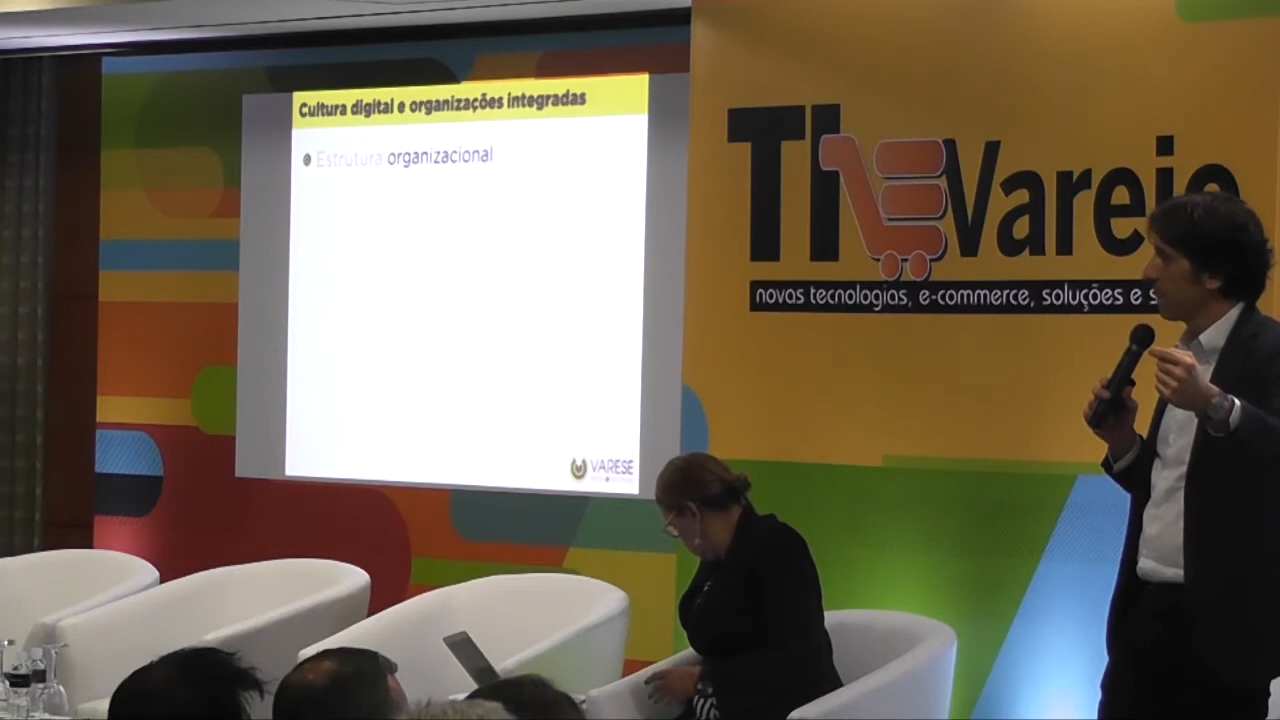 Cultura digital e organizações integradas
Estrutura organizacional
VARESE
TI Varejo
novas tecnologias, e-commerce, soluções e